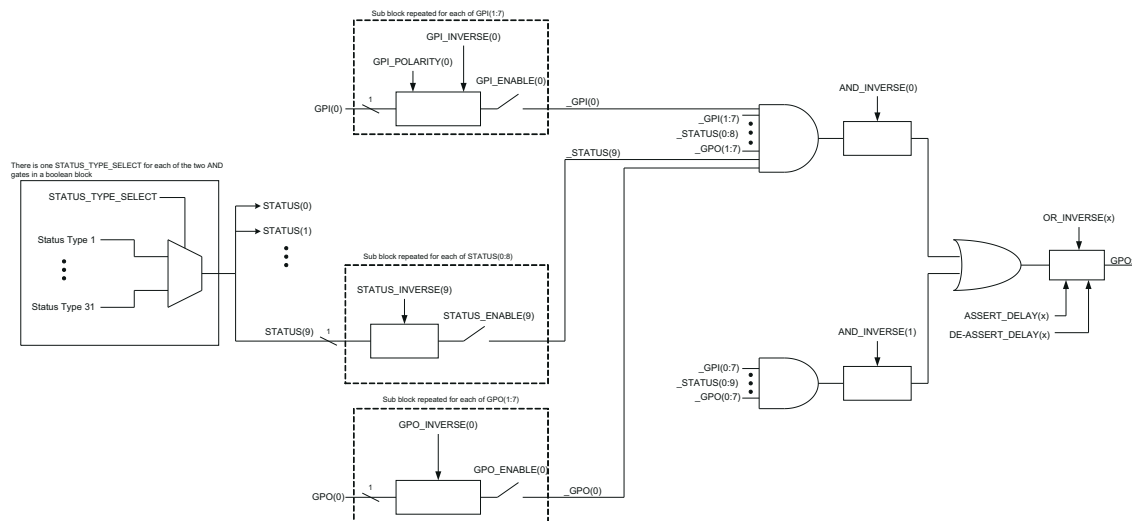 Sub block repeated for each of GPI(1:7)
GPI_INVERSE(0)
GPI_POLARITY(0)
GPI_ENABLE(0)
GPI(0)
1
_GPI(0)
AND_INVERSE(0)
_GPI(1:7)
_STATUS(0:8)
_GPO(1:7)
_STATUS(9)
There is one STATUS_TYPE_SELECT for each of the two AND
gates in a boolean block
STATUS_TYPE_SELECT
Status Type 1
Status Type 31
STATUS(0)
STATUS(1)
Sub block repeated for each of STATUS(0:8)
STATUS_INVERSE(9)
STATUS_ENABLE(9)
STATUS(9)
1
OR_INVERSE(x)
GPO
ASSERT_DELAY(x)
DE-ASSERT_DELAY(x)
AND_INVERSE(1)
_GPI(0:7)
_STATUS(0:9)
_GPO(0:7)
Sub block repeated for each of GPO(1:7)
GPO_INVERSE(0)
GPO_ENABLE(0)
GPO(0)
1
_GPO(0)